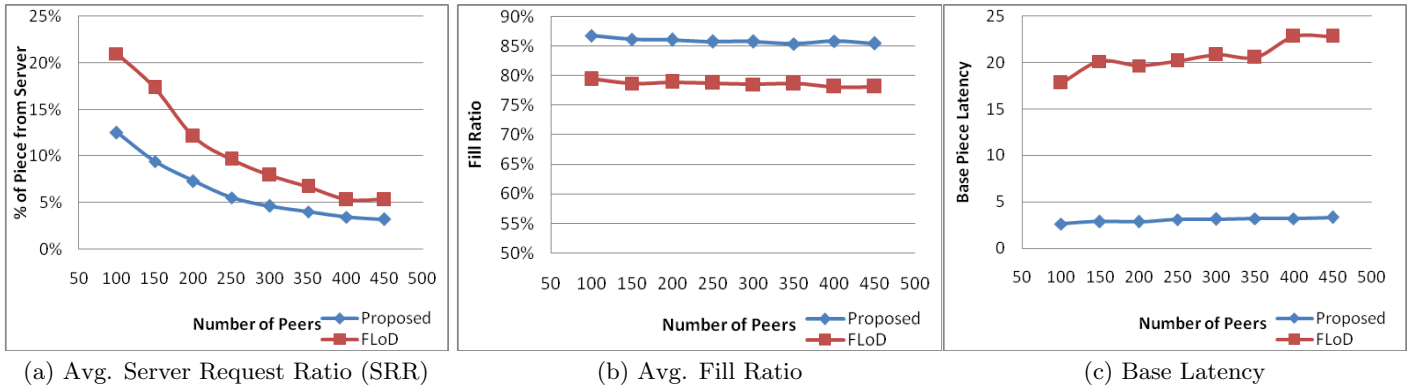 25%
20%
15%
10%
5%
0%
% of Piece from Server
50 100 150 200 250 300 350 400 450 500
Number of Peers
Proposed
FLoD
(a) Avg. Server Request Ratio (SRR)
90%
85%
80%
75%
70%
65%
60%
55%
50%
Fill Ratio
50 100 150 200 250 300 350 400 450 500
Number of Peers
Proposed
FLoD
(b) Avg. Fill Ratio
25
20
15
10
5
0
Base Piece Latency
50 100 150 200 250 300 350 400 450 500
Number of Peers
Proposed
FLoD
(c) Base Latency